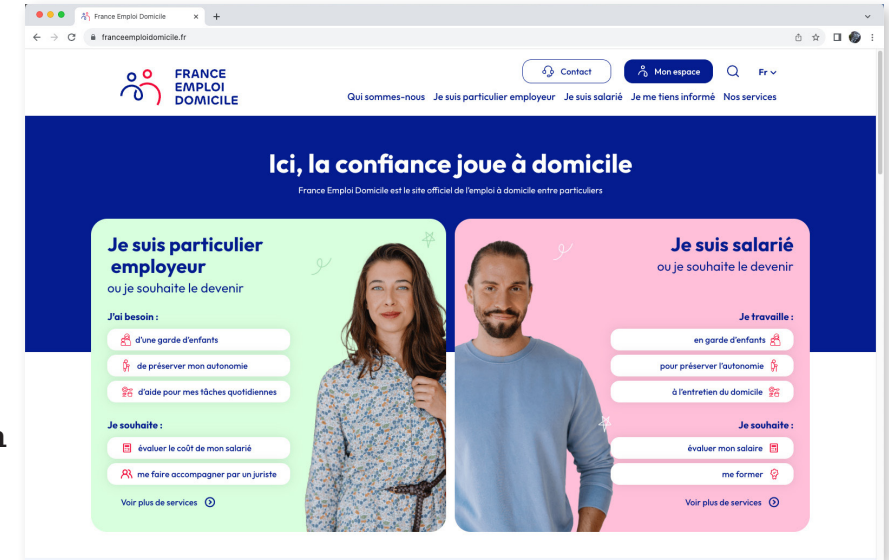 France Emploi Domicile
franceemploidomicile.fr
FRANCE
EMPLOI
DOMICILE
Contact
Mon espace
Fr
Qui sommes-nous Je suis particulier employeur Je suis salarié Je me tiens informé Nos services
Ici, la confiance joue à domicile
France Emploi Domicile est le site officiel de l'emploi à domicile entre particuliers
Je suis particulier
employeur
ou je souhaite le devenir
J'ai besoin :
d'une garde d'enfants
de préserver mon autonomie
d'aide pour mes tâches quotidiennes
Je souhaite :
évaluer le coût de mon salarié
me faire accompagner par un juriste
Voir plus de services
Je suis salarié
ou je souhaite le devenir
Je travaille :
en garde d'enfants
pour préserver l'autonomie
à l'entretien du domicile
Je souhaite :
évaluer mon salaire
me former
Voir plus de services